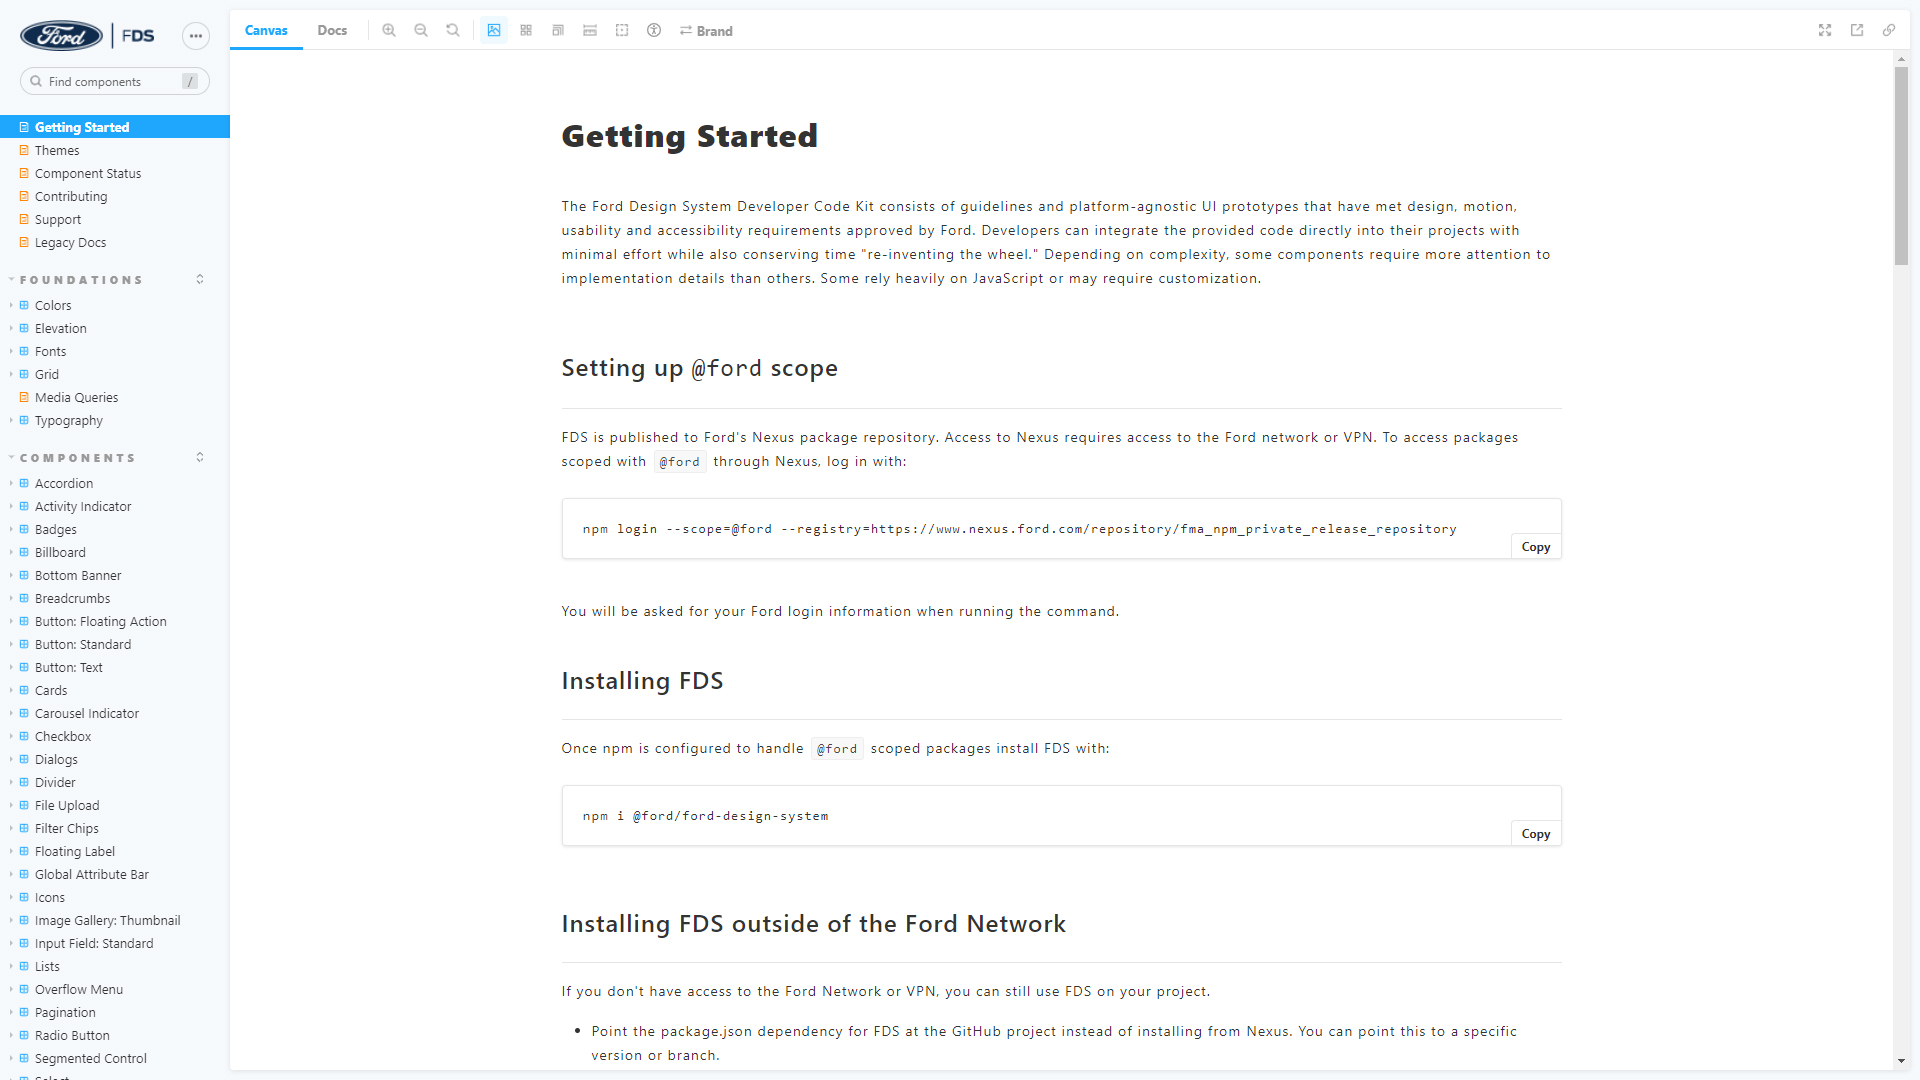 Ford FDS
Find components /
Getting Started
Themes
Component Status
Contributing
Support
Legacy Docs
FOUNDATIONS
Colors
Elevation
Fonts
Grid
Media Queries
Typography
COMPONENTS
Accordion
Activity Indicator
Badges
Billboard
Bottom Banner
Breadcrumbs
Button: Floating Action
Button: Standard
Button: Text
Cards
Carousel Indicator
Checkbox
Dialogs
Divider
File Upload
Filter Chips
Floating Label
Global Attribute Bar
Icons
Image Gallery: Thumbnail
Input Field: Standard
Lists
Overflow Menu
Pagination
Radio Button
Segmented Control
Select
Canvas Docs Brand
Getting Started
The Ford Design System Developer Code Kit consists of guidelines and platform-agnostic UI prototypes that have met design, motion,
usability and accessibility requirements approved by Ford. Developers can integrate the provided code directly into their projects with
minimal effort while also conserving time "re-inventing the wheel." Depending on complexity, some components require more attention to
implementation details than others. Some rely heavily on JavaScript or may require customization.
Setting up @ford scope
FDS is published to Ford's Nexus package repository. Access to Nexus requires access to the Ford network or VPN. To access packages
scoped with @ford through Nexus, log in with:
npm login --scope=@ford --registry=https://www.nexus.ford.com/repository/fma_npm_private_release_repository
Copy
You will be asked for your Ford login information when running the command.
Installing FDS
Once npm is configured to handle @ford scoped packages install FDS with:
npm i @ford/ford-design-system
Copy
Installing FDS outside of the Ford Network
If you don't have access to the Ford Network or VPN, you can still use FDS on your project.
• Point the package.json dependency for FDS at the GitHub project instead of installing from Nexus. You can point this to a specific
version or branch.